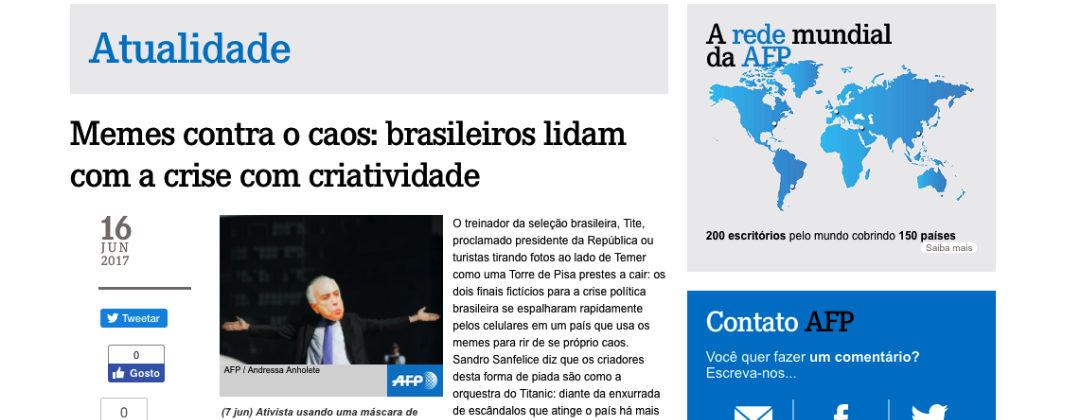 Atualidade
Memes contra o caos: brasileiros lidam
com a crise com criatividade
16
JUN
2017
Tweetar
0
Gosto
0
AFP / Andressa Anholete
AFP
(7 jun) Ativista usando uma máscara de
O treinador da seleção brasileira, Tite,
proclamado presidente da República ou
turistas tirando fotos ao lado de Temer
como uma Torre de Pisa prestes a cair: os
dois finais fictícios para a crise política
brasileira se espalharam rapidamente
pelos celulares em um país que usa os
memes para rir de se próprio caos.
Sandro Sanfelice diz que os criadores
desta forma de piada são como a
orquestra do Titanic: diante da enxurrada
de escândalos que atinge o país há mais
A rede mundial
da AFP
200 escritórios pelo mundo cobrindo 150 países
Saiba mais
Contato AFP
Você quer fazer um comentário?
Escreva-nos...